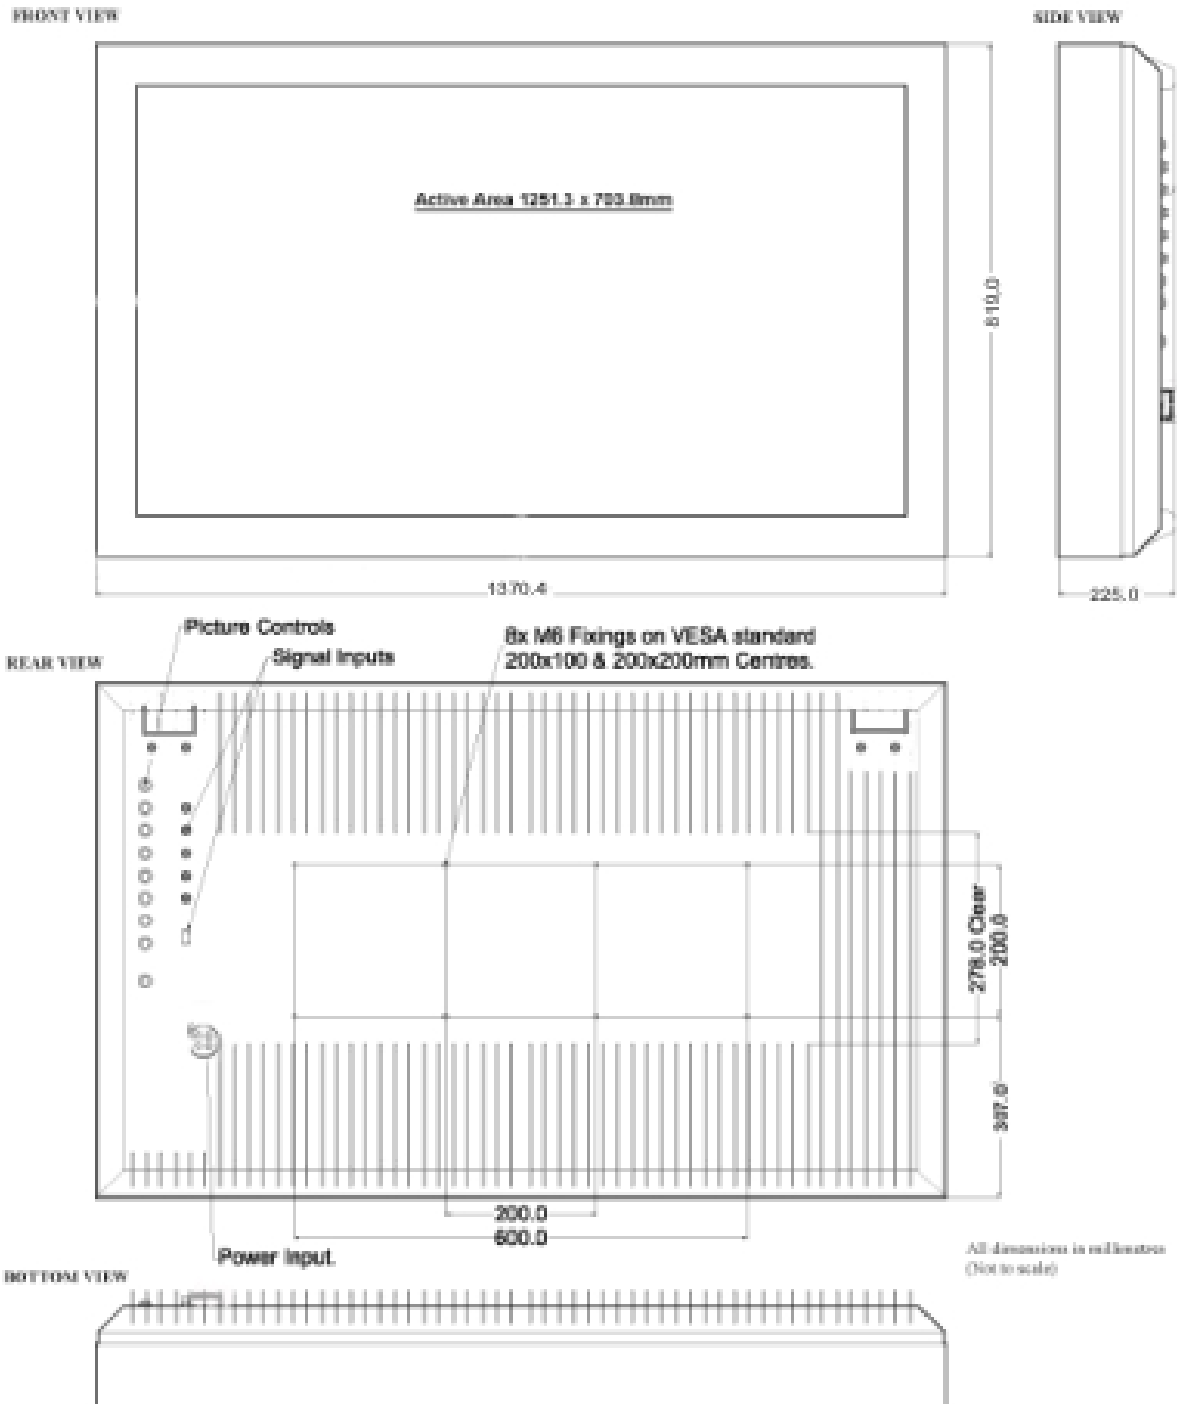 FRONT VIEW
SIDE VIEW
Active Area 1251.3 x 703.8mm
819.0
1370.4
225.0
Picture Controls
Signal Inputs
8x M6 Fixings on VESA standard
200x100 & 200x200mm Centres.
REAR VIEW
278.0 Clear
200.0
200.0
600.0
Power Input.
All dimensions in millimetres
(Not to scale)
BOTTOM VIEW